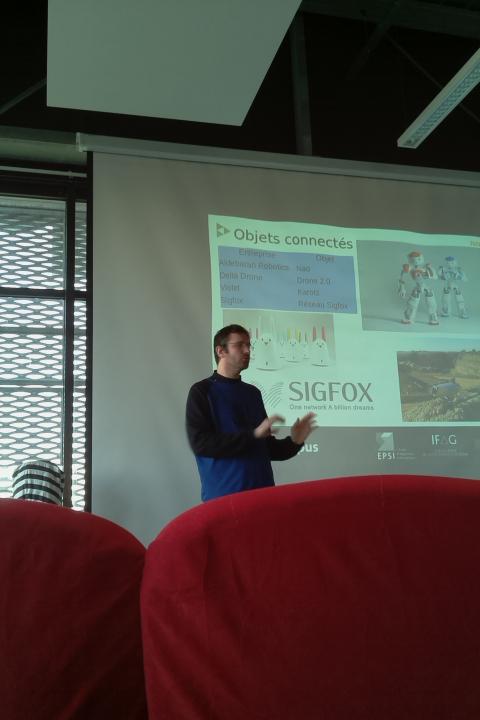 Objets connectés
Entreprise Objet
Aldebaran Robotics Nao
Delta Drone Drone 2.0
Violet Karotz
Sigfox Réseau Sigfox
SIGFOX
One network A billion dreams
EPSI
IFAG